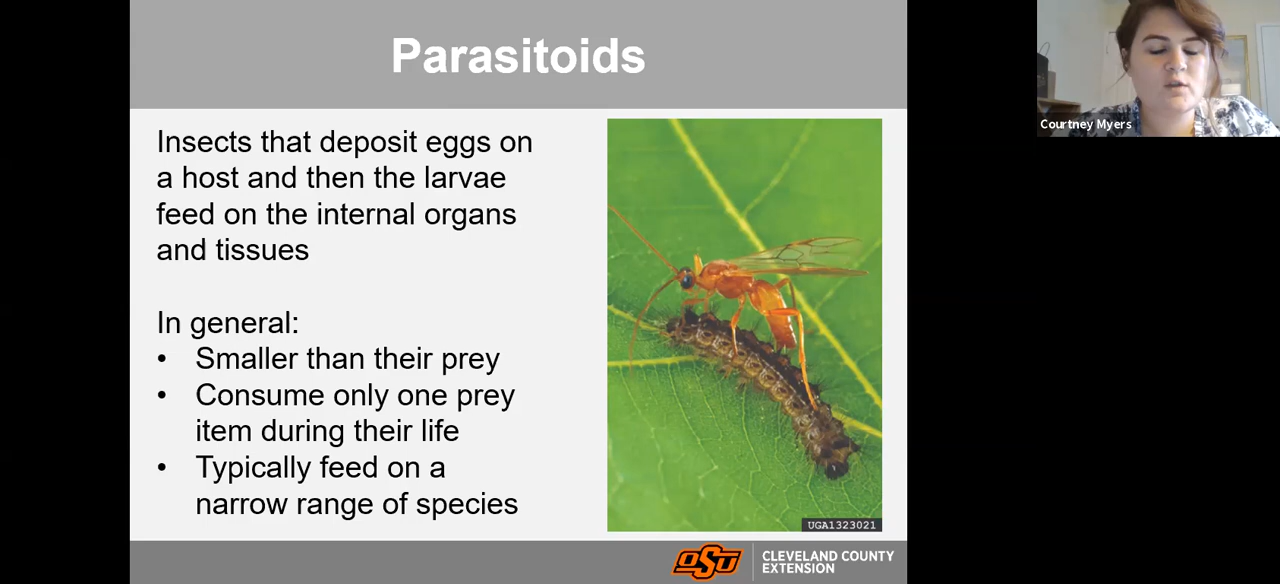 Parasitoids
Insects that deposit eggs on
a host and then the larvae
feed on the internal organs
and tissues
In general:
• Smaller than their prey
• Consume only one prey
item during their life
• Typically feed on a
narrow range of species
UGA1323021
OSU
CLEVELAND COUNTY
EXTENSION
Courtney Myers